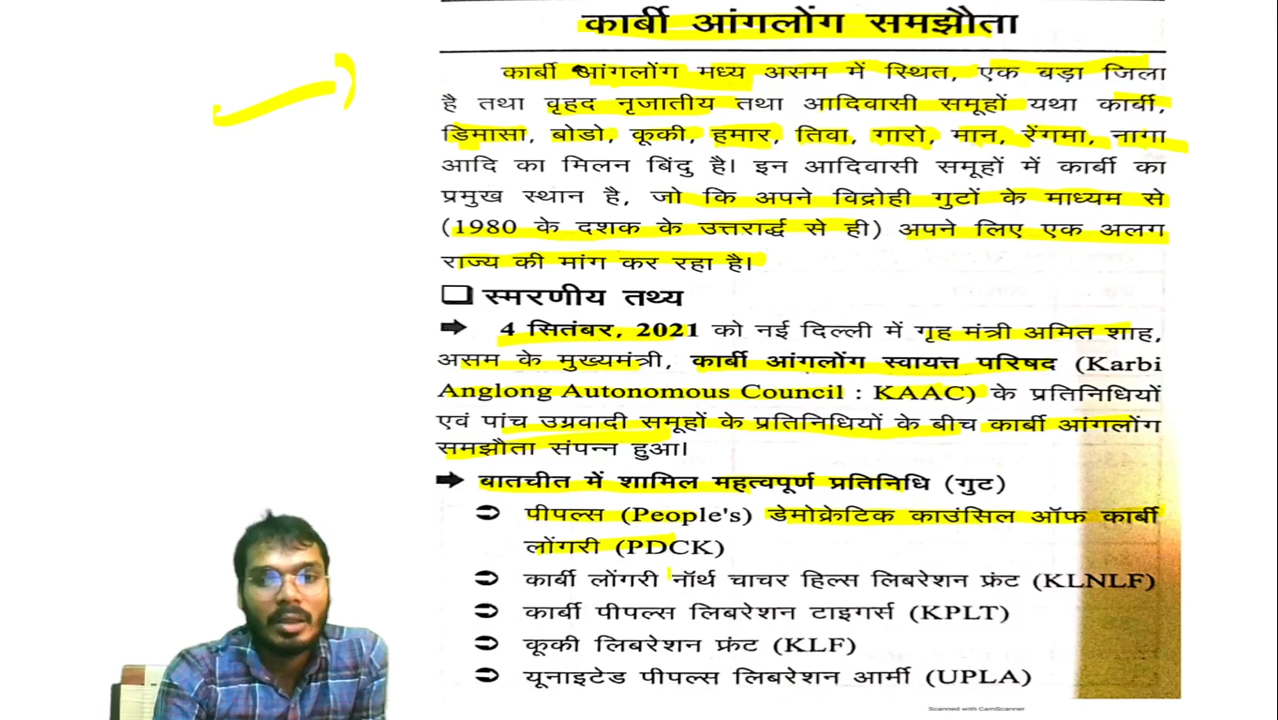 कार्बी आंगलोंग समझौता
कार्बी आंगलोंग मध्य असम में स्थित, एक बड़ा जिला
है तथा वृहद नृजातीय तथा आदिवासी समूहों यथा कार्बी,
डिमासा, बोडो, कूकी, हमार, तिवा, गारो, मान, रेंगमा, नागा
आदि का मिलन बिंदु है। इन आदिवासी समूहों में कार्बी का
प्रमुख स्थान है, जो कि अपने विद्रोही गुटों के माध्यम से
(1980 के दशक के उत्तरार्द्ध से ही) अपने लिए एक अलग
राज्य की मांग कर रहा है।
❑ स्मरणीय तथ्य
➡ 4 सितंबर, 2021 को नई दिल्ली में गृह मंत्री अमित शाह,
असम के मुख्यमंत्री, कार्बी आंगलोंग स्वायत्त परिषद (Karbi
Anglong Autonomous Council : KAAC) के प्रतिनिधियों
एवं पांच उग्रवादी समूहों के प्रतिनिधियों के बीच कार्बी आंगलोंग
समझौता संपन्न हुआ।
➡ बातचीत में शामिल महत्वपूर्ण प्रतिनिधि (गुट)
➲ पीपल्स (People's) डेमोक्रेटिक काउंसिल ऑफ कार्बी
लोंगरी (PDCK)
➲ कार्बी लोंगरी नॉर्थ चाचर हिल्स लिबरेशन फ्रंट (KLNLF)
➲ कार्बी पीपल्स लिबरेशन टाइगर्स (KPLT)
➲ कूकी लिबरेशन फ्रंट (KLF)
➲ यूनाइटेड पीपल्स लिबरेशन आर्मी (UPLA)
Scanned with CamScanner